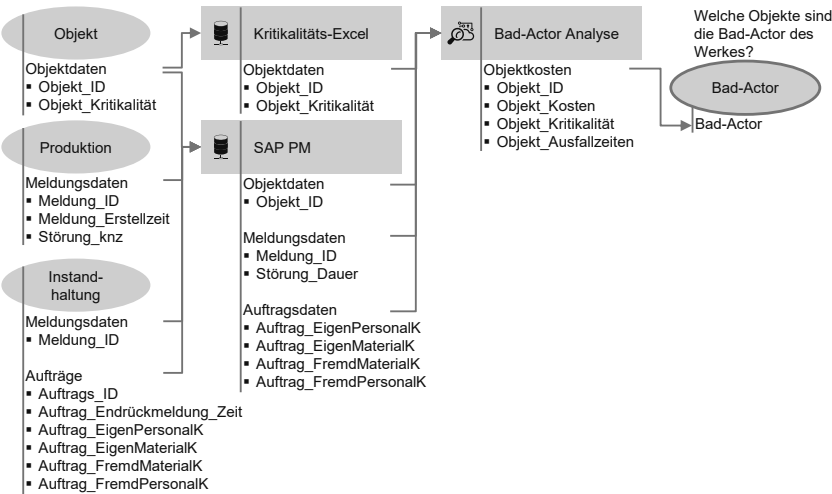 Objekt
Objektdaten
▪ Objekt_ID
▪ Objekt_Kritikalität
Produktion
Meldungsdaten
▪ Meldung_ID
▪ Meldung_Erstellzeit
▪ Störung_knz
Instand-
haltung
Meldungsdaten
▪ Meldung_ID
Aufträge
▪ Auftrags_ID
▪ Auftrag_Endrückmeldung_Zeit
▪ Auftrag_EigenPersonalK
▪ Auftrag_EigenMaterialK
▪ Auftrag_FremdMaterialK
▪ Auftrag_FremdPersonalK
Kritikalitäts-Excel
Objektdaten
▪ Objekt_ID
▪ Objekt_Kritikalität
SAP PM
Objektdaten
▪ Objekt_ID
Meldungsdaten
▪ Meldung_ID
▪ Störung_Dauer
Auftragsdaten
▪ Auftrag_EigenPersonalK
▪ Auftrag_EigenMaterialK
▪ Auftrag_FremdMaterialK
▪ Auftrag_FremdPersonalK
Bad-Actor Analyse
Objektkosten
▪ Objekt_ID
▪ Objekt_Kosten
▪ Objekt_Kritikalität
▪ Objekt_Ausfallzeiten
Welche Objekte sind
die Bad-Actor des
Werkes?
Bad-Actor
Bad-Actor